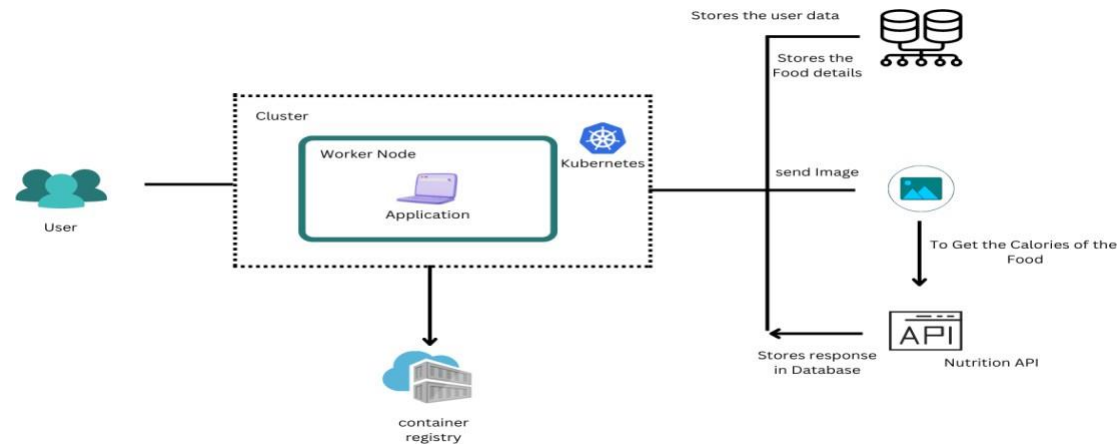 Stores the user data
Stores the
Food details
Cluster
Worker Node
Kubernetes
Application
User
send Image
To Get the Calories of the
Food
API
Nutrition API
Stores response
in Database
container
registry